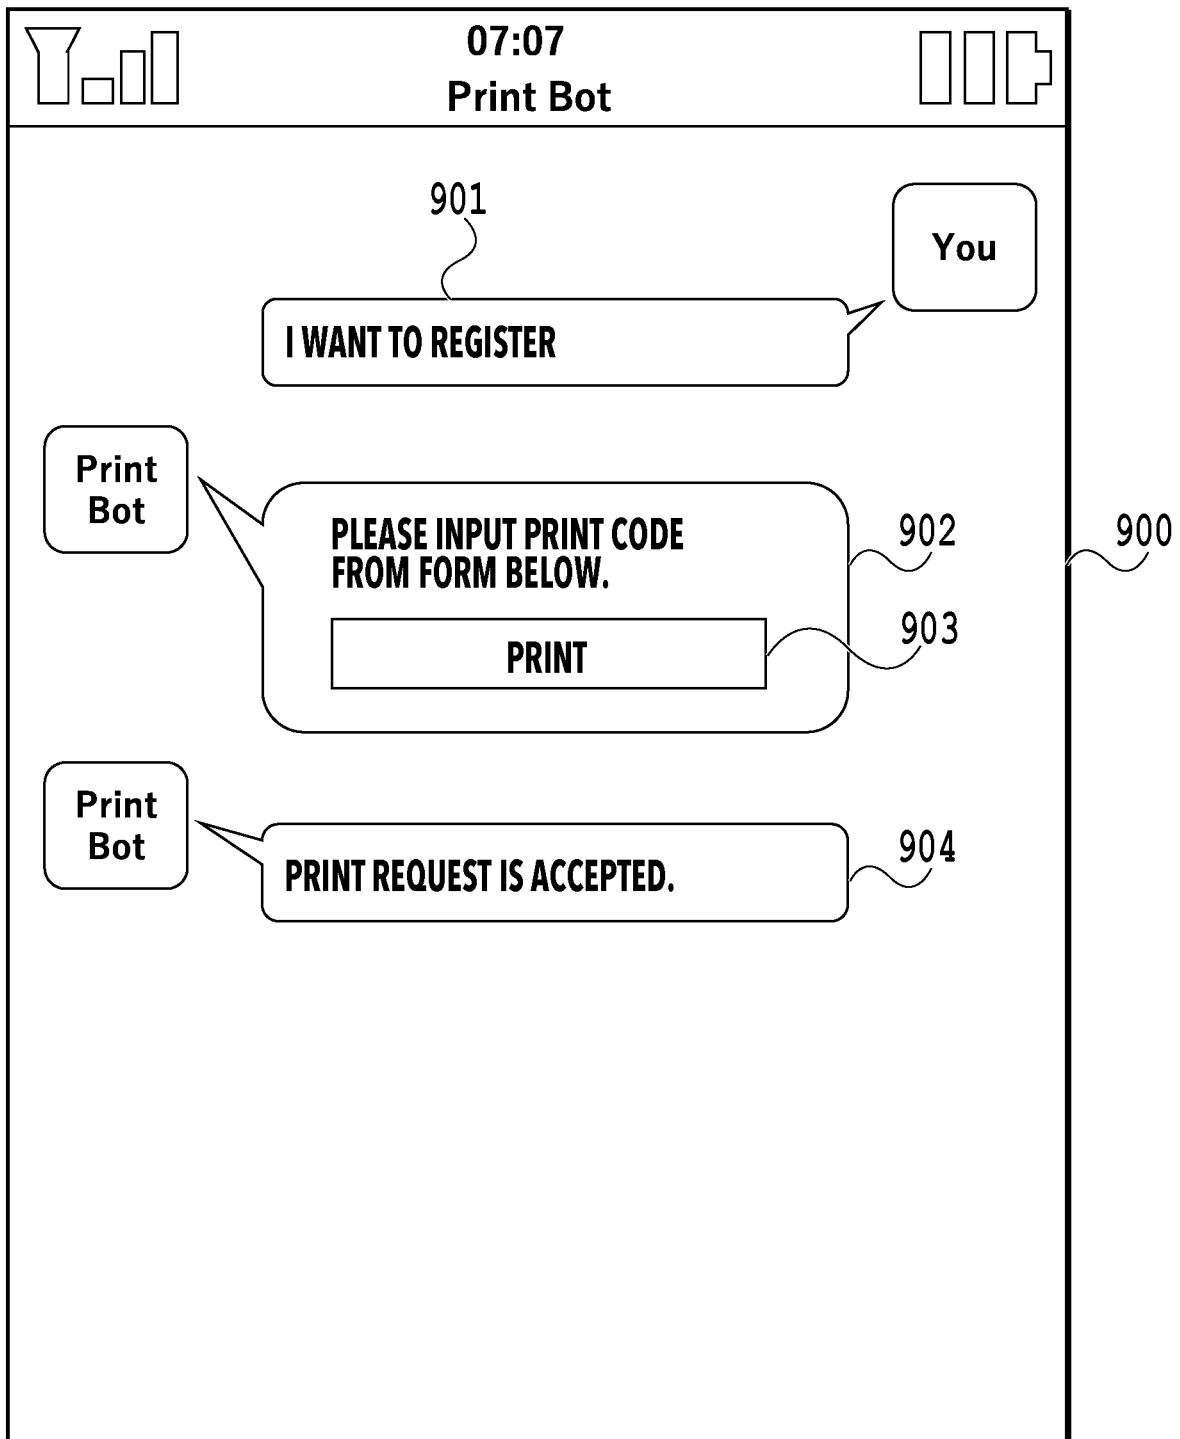 07:07
Print Bot
901
You
I WANT TO REGISTER
Print
Bot
PLEASE INPUT PRINT CODE
FROM FORM BELOW.
902
900
903
PRINT
Print
Bot
PRINT REQUEST IS ACCEPTED.
904